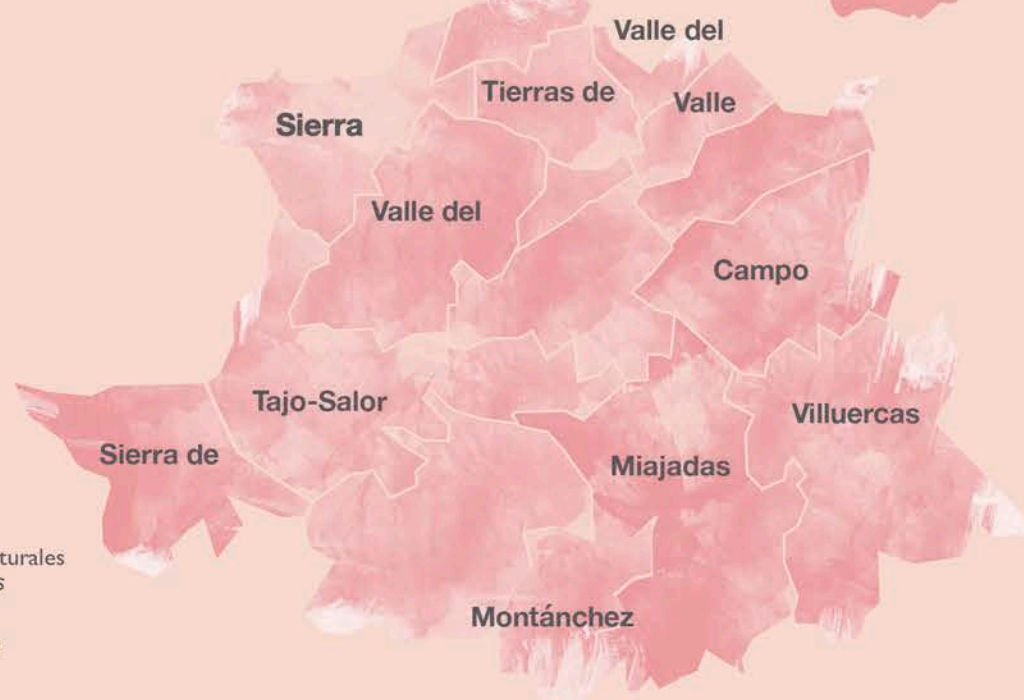 Valle del
Tierras de
Valle
Sierra
Valle del
Campo
Tajo-Salor
Villuercas
Sierra de
Miajadas
turales
s
Montánchez